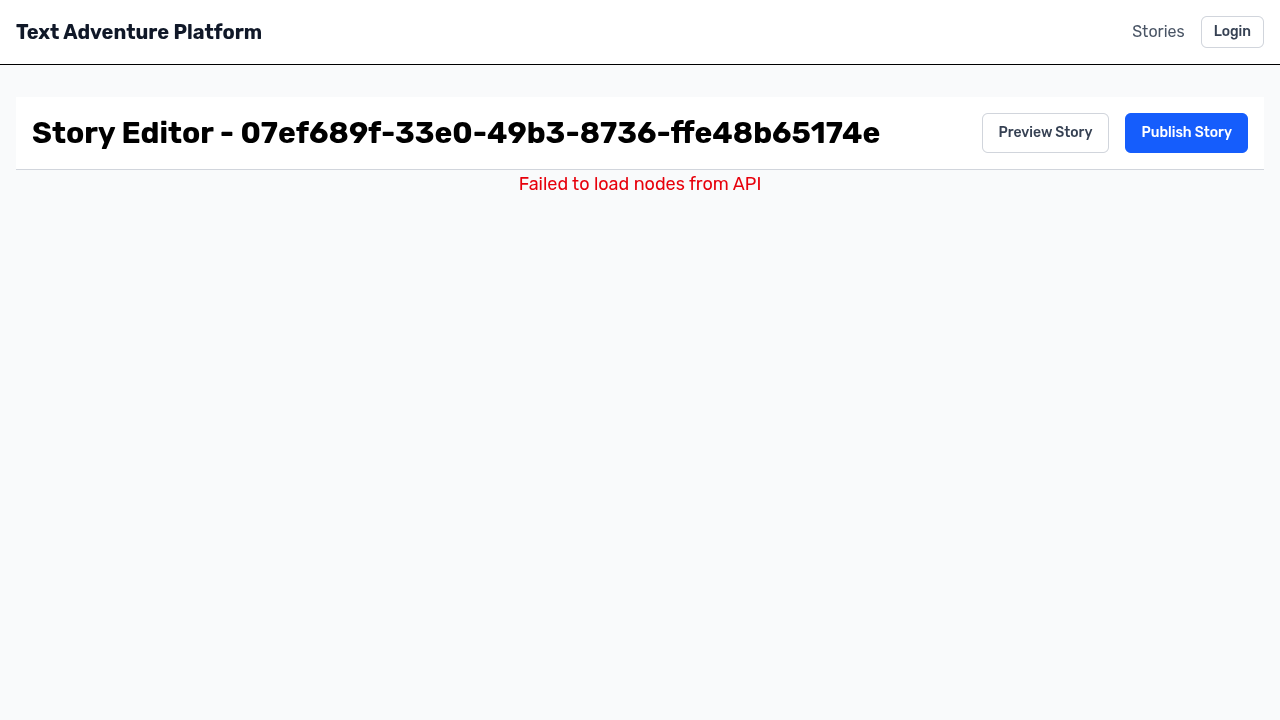 Text Adventure Platform
Stories
Login
Story Editor - 07ef689f-33e0-49b3-8736-ffe48b65174e
Preview Story
Publish Story
Failed to load nodes from API